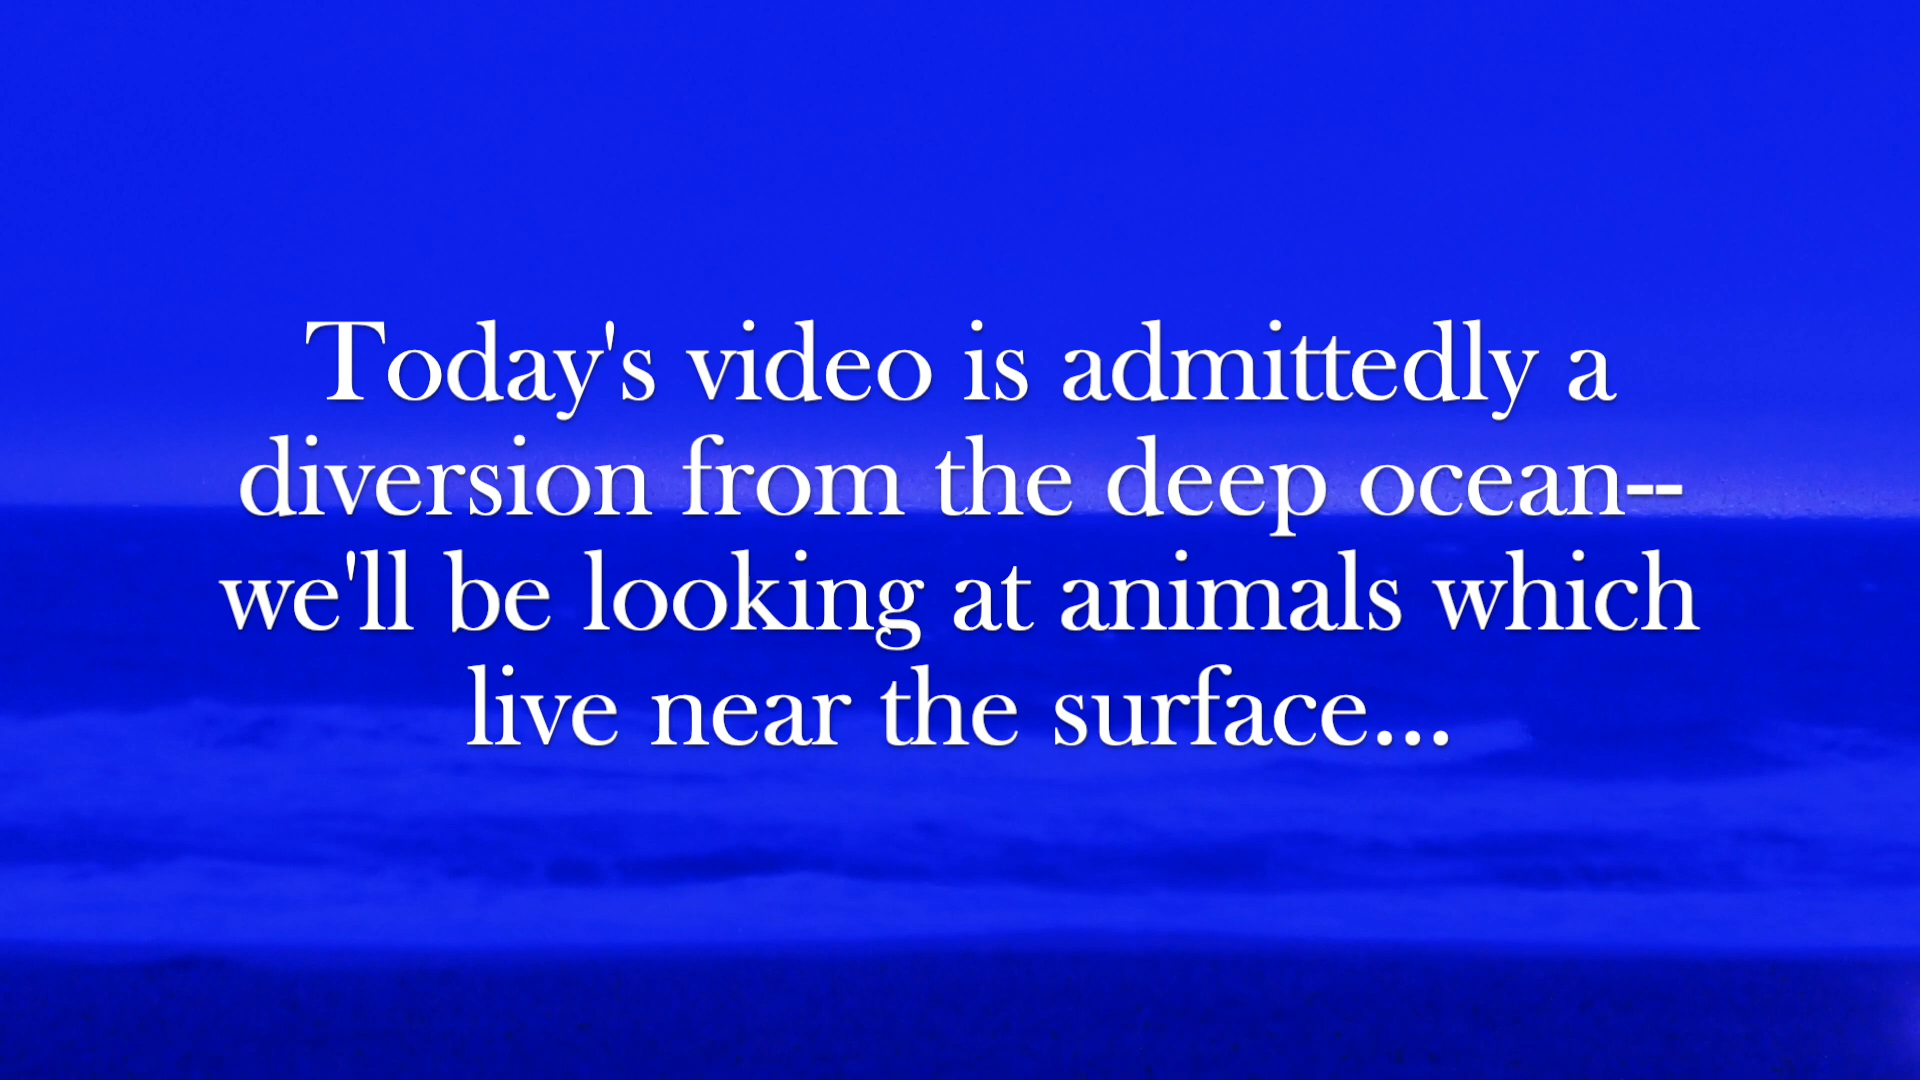 Today's video is admittedly a
diversion from the deep ocean--
we'll be looking at animals which
live near the surface...